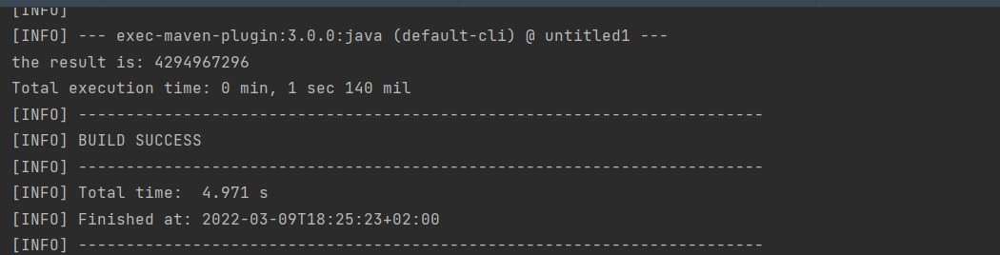 [INFO]
[INFO] --- exec-maven-plugin:3.0.0:java (default-cli) @ untitled1 ---
the result is: 4294967296
Total execution time: 0 min, 1 sec 140 mil
[INFO] ------------------------------------------------------------------------
[INFO] BUILD SUCCESS
[INFO] ------------------------------------------------------------------------
[INFO] Total time:  4.971 s
[INFO] Finished at: 2022-03-09T18:25:23+02:00
[INFO] ------------------------------------------------------------------------